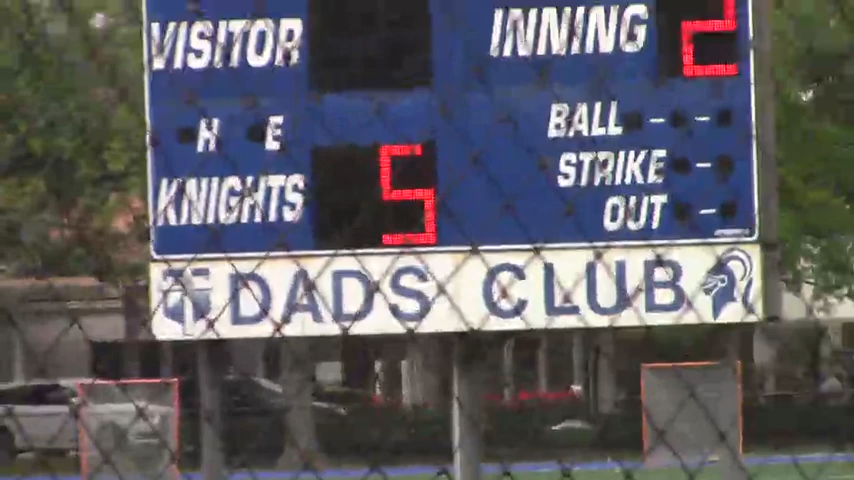 VISITOR INNING 2
H E BALL
STRIKE
KNIGHTS 5 OUT
DADS CLUB